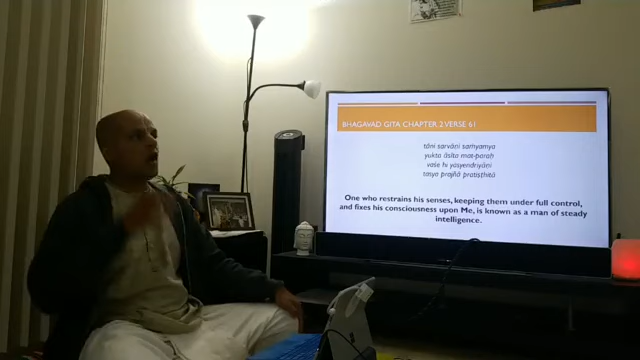 BHAGAVAD GITA CHAPTER 2 VERSE 61
tāni sarvāṇi saṁyamya
yukta āsīta mat-paraḥ
vaśe hi yasyendriyāṇi
tasya prajñā pratiṣṭhitā
One who restrains his senses, keeping them under full control,
and fixes his consciousness upon Me, is known as a man of steady
intelligence.